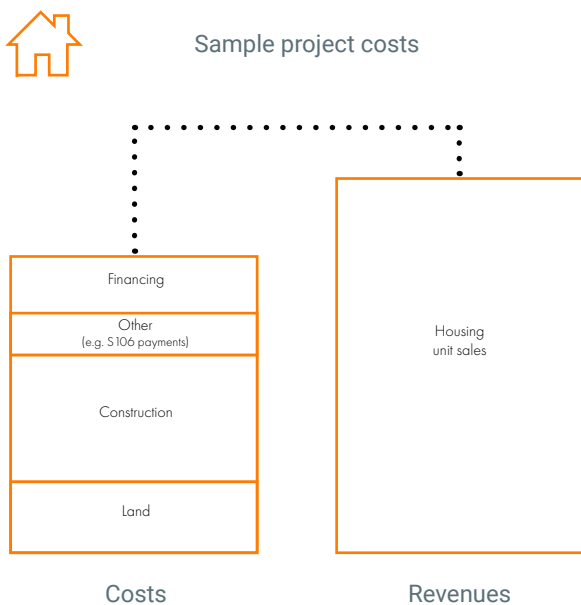 Sample project costs
Financing
Other
(e.g. S106 payments)
Construction
Land
Housing
unit sales
Costs
Revenues